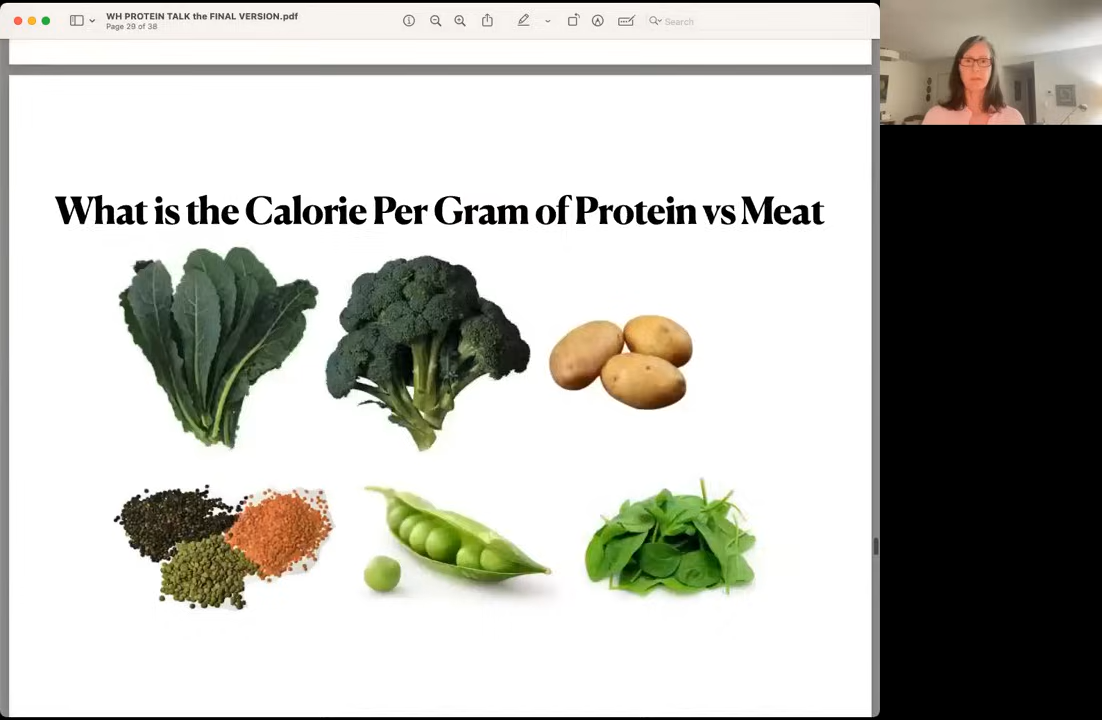 WH PROTEIN TALK the FINAL VERSION.pdf
Page 29 of 38
Search
What is the Calorie Per Gram of Protein vs Meat